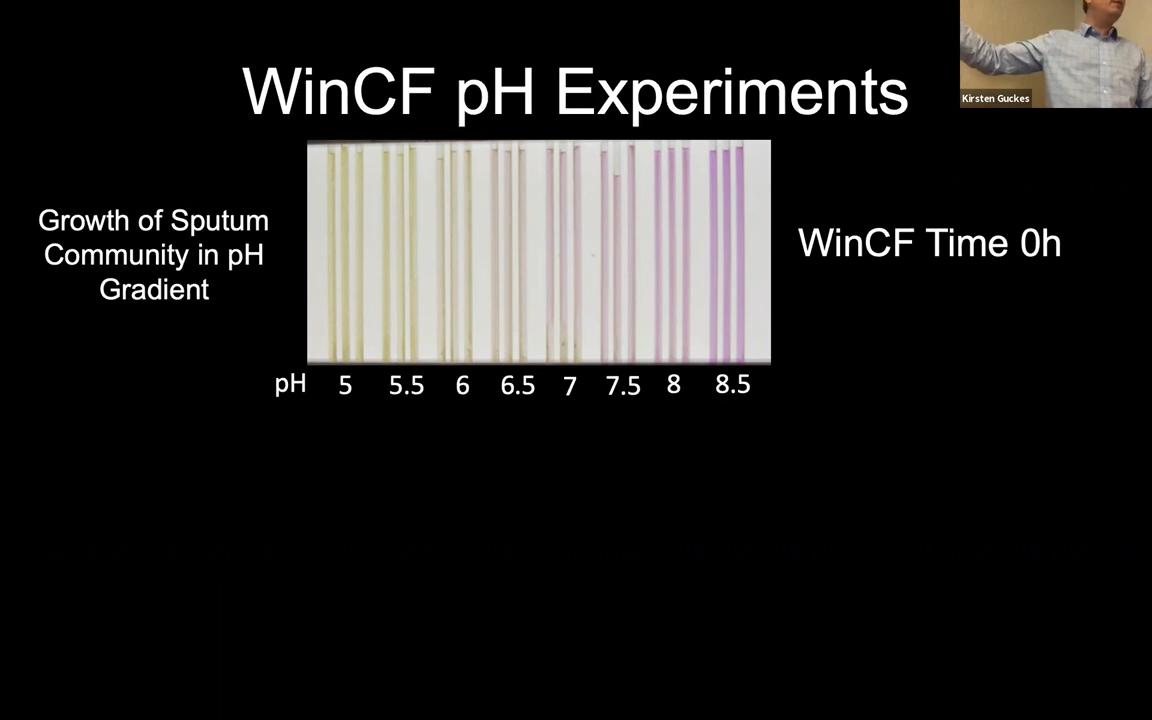 WinCF pH Experiments
Kirsten Guckes
Growth of Sputum
Community in pH
Gradient
WinCF Time 0h
pH 5 5.5 6 6.5 7 7.5 8 8.5